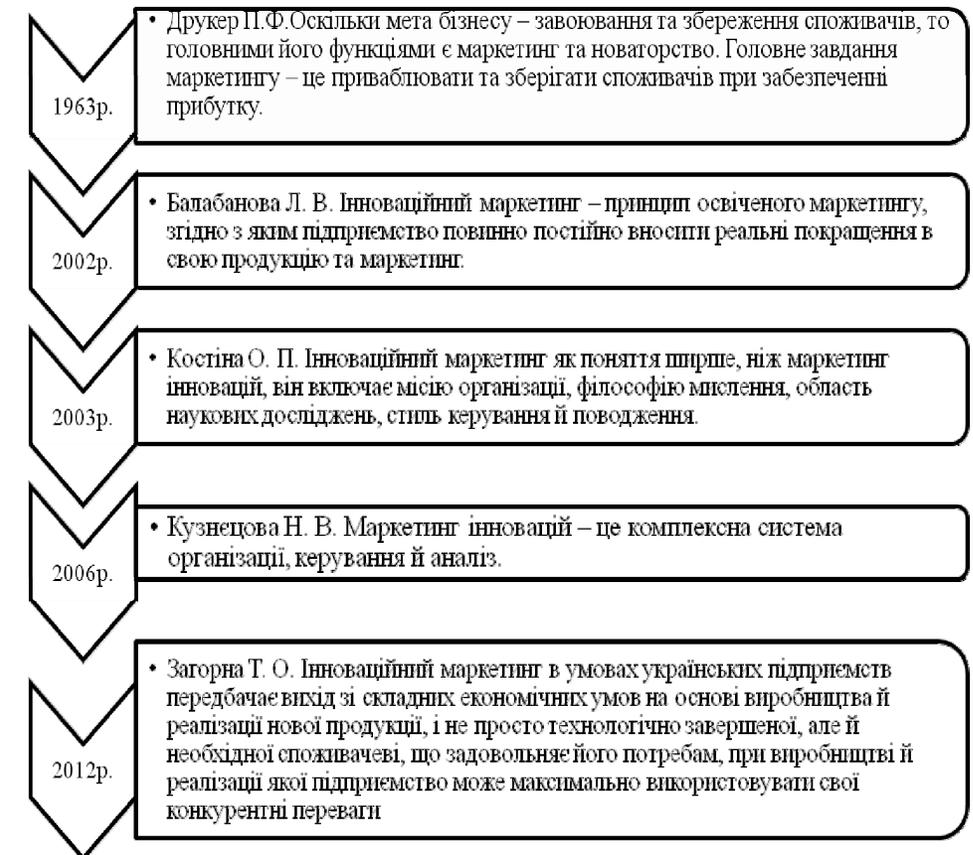 1963р.
• Друкер П.Ф.Оскільки мета бізнесу – завоювання та збереження споживачів, то
головними його функціями є маркетинг та новаторство. Головне завдання
маркетингу – це приваблювати та зберігати споживачів при забезпеченні
прибутку.
2002р.
• Балабанова Л. В. Інноваційний маркетинг – принцип освіченого маркетингу,
згідно з яким підприємство повинно постійно вносити реальні покращення в
свою продукцію та маркетинг.
2003р.
• Костіна О. П. Інноваційний маркетинг як поняття ширше, ніж маркетинг
інновацій, він включає місію організації, філософію мислення, область
наукових досліджень, стиль керування й поводження.
2006р.
• Кузнєцова Н. В. Маркетинг інновацій – це комплексна система
організації, керування й аналіз.
2012р.
• Загорна Т. О. Інноваційний маркетинг в умовах українських підприємств
передбачає вихід зі складних економічних умов на основі виробництва й
реалізації нової продукції, і не просто технологічно завершеної, але й
необхідної споживачеві, що задовольняє його потребам, при виробництві й
реалізації якої підприємство може максимально використовувати свої
конкурентні переваги